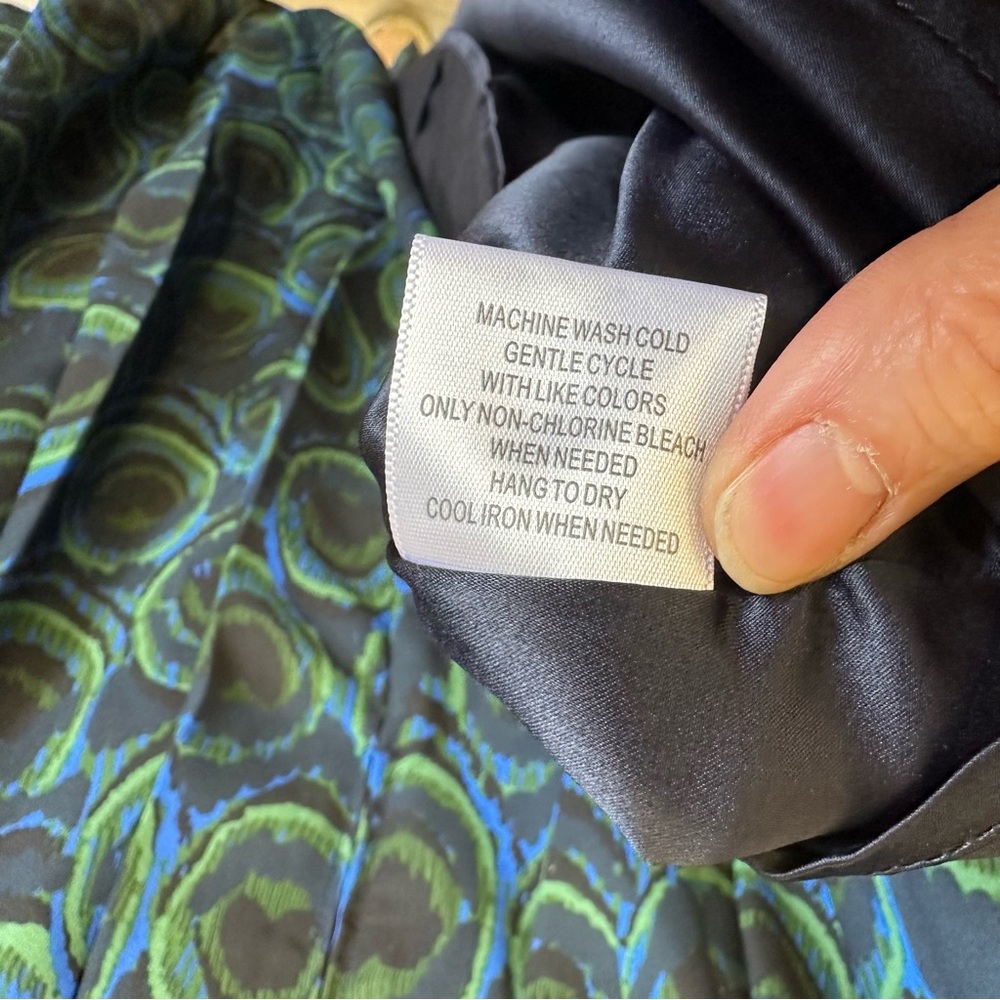 MACHINE WASH COLD
GENTLE CYCLE
WITH LIKE COLORS
ONLY NON-CHLORINE BLEACH
WHEN NEEDED
HANG TO DRY
COOL IRON WHEN NEEDED